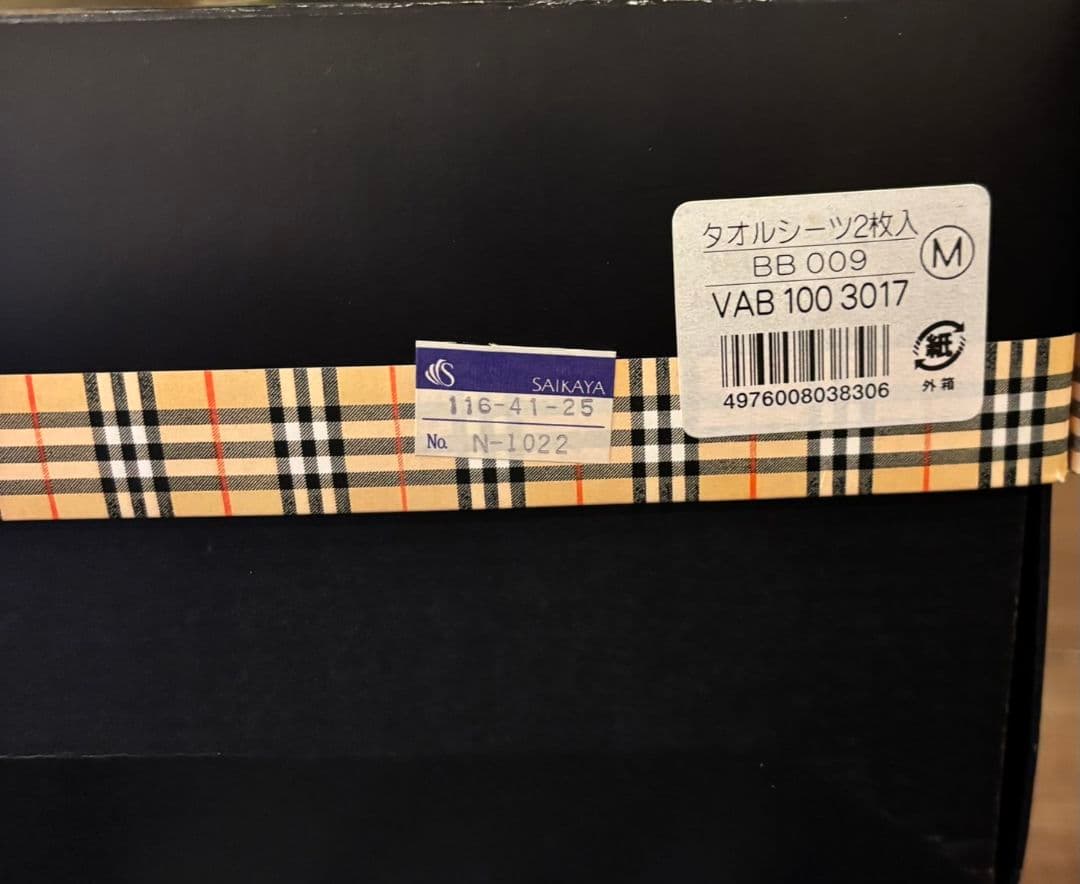 タオルシーツ2枚入
BB 009
M
VAB 100 3017
4976008038306
紙
外箱
S
SAIKAYA
116-41-25
No. N-1022